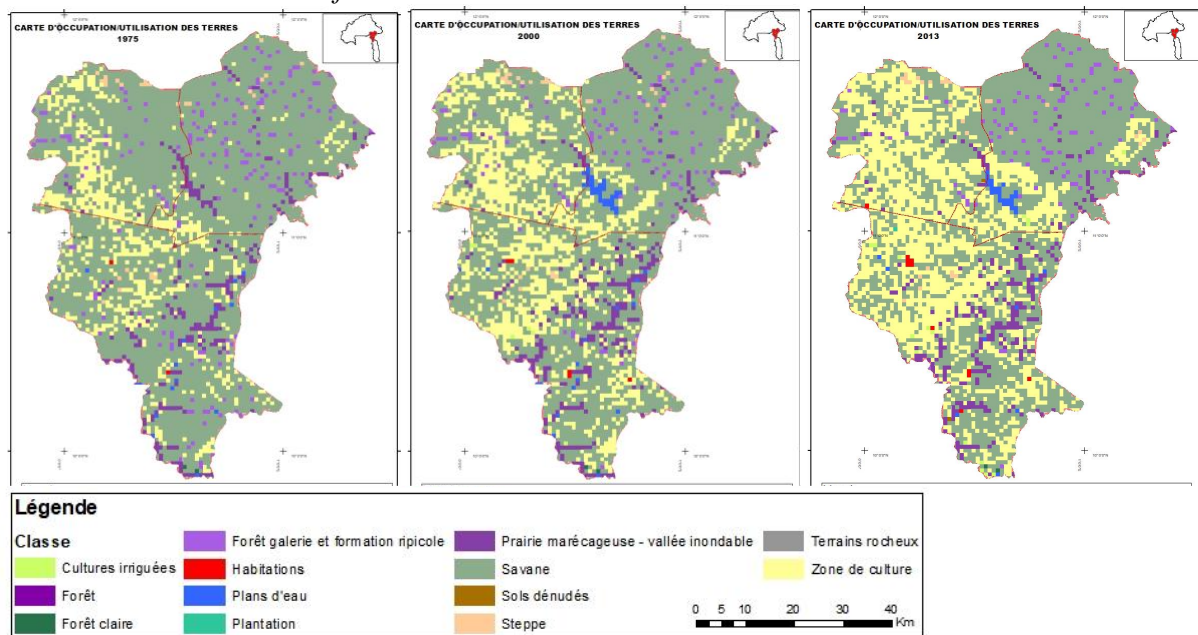 CARTE D'OCCUPATION/UTILISATION DES TERRES
1975
CARTE D'OCCUPATION/UTILISATION DES TERRES
2000
CARTE D'OCCUPATION/UTILISATION DES TERRES
2013
Légende
Classe
Cultures irriguées
Forêt
Forêt claire
Forêt galerie et formation ripicole
Habitations
Plans d'eau
Plantation
Prairie marécageuse - vallée inondable
Savane
Sols dénudés
Steppe
Terrains rocheux
Zone de culture
0 5 10 20 30 40
Km